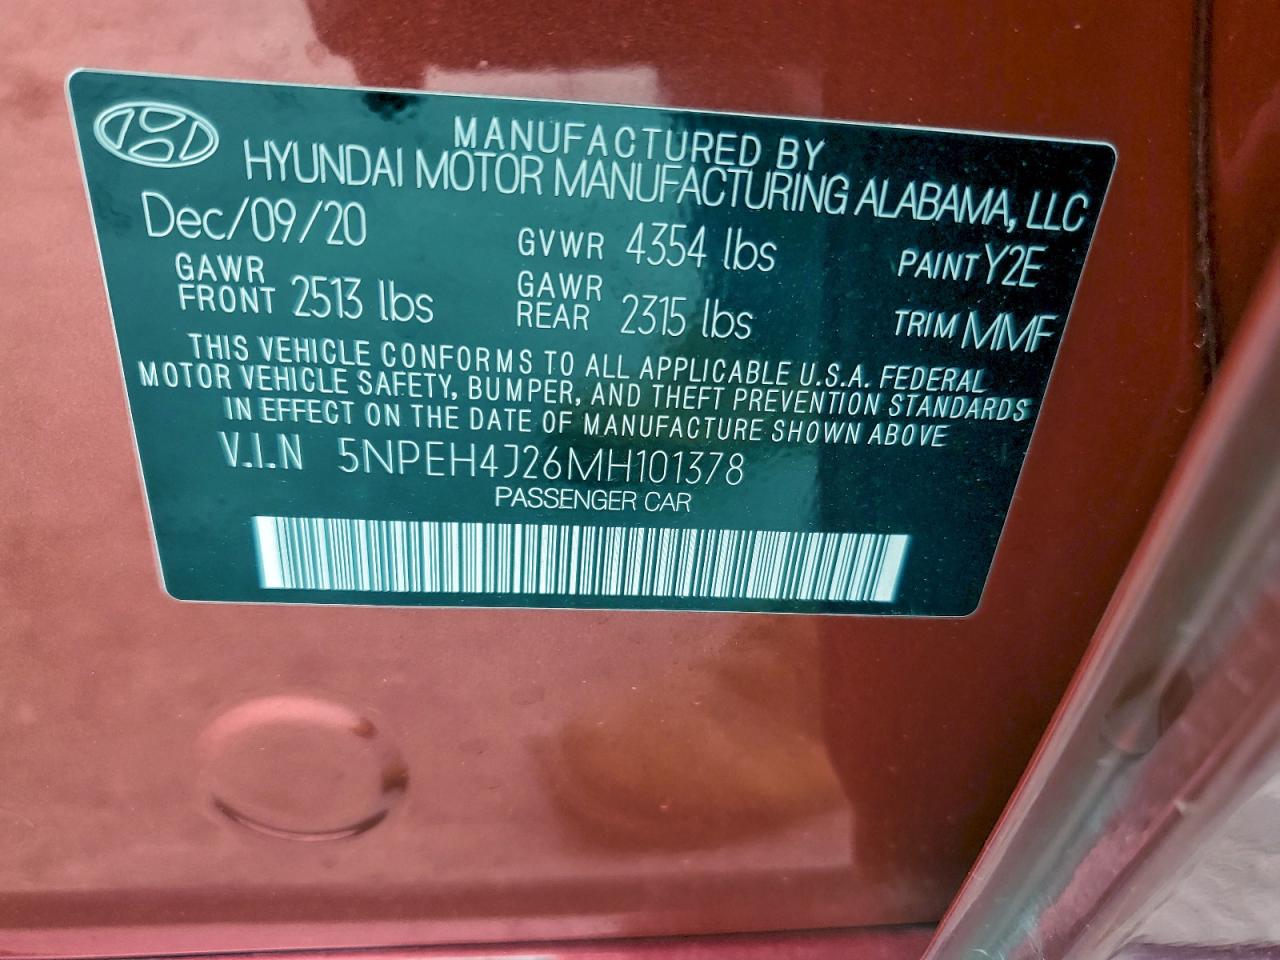 MANUFACTURED BY
HYUNDAI MOTOR MANUFACTURING ALABAMA, LLC
Dec/09/20 GVWR 4354 lbs PAINT Y2E
GAWR FRONT 2513 lbs GAWR REAR 2315 lbs TRIM MMF
THIS VEHICLE CONFORMS TO ALL APPLICABLE U.S.A. FEDERAL
MOTOR VEHICLE SAFETY, BUMPER, AND THEFT PREVENTION STANDARDS
IN EFFECT ON THE DATE OF MANUFACTURE SHOWN ABOVE
V.I.N 5NPEH4J26MH101378
PASSENGER CAR